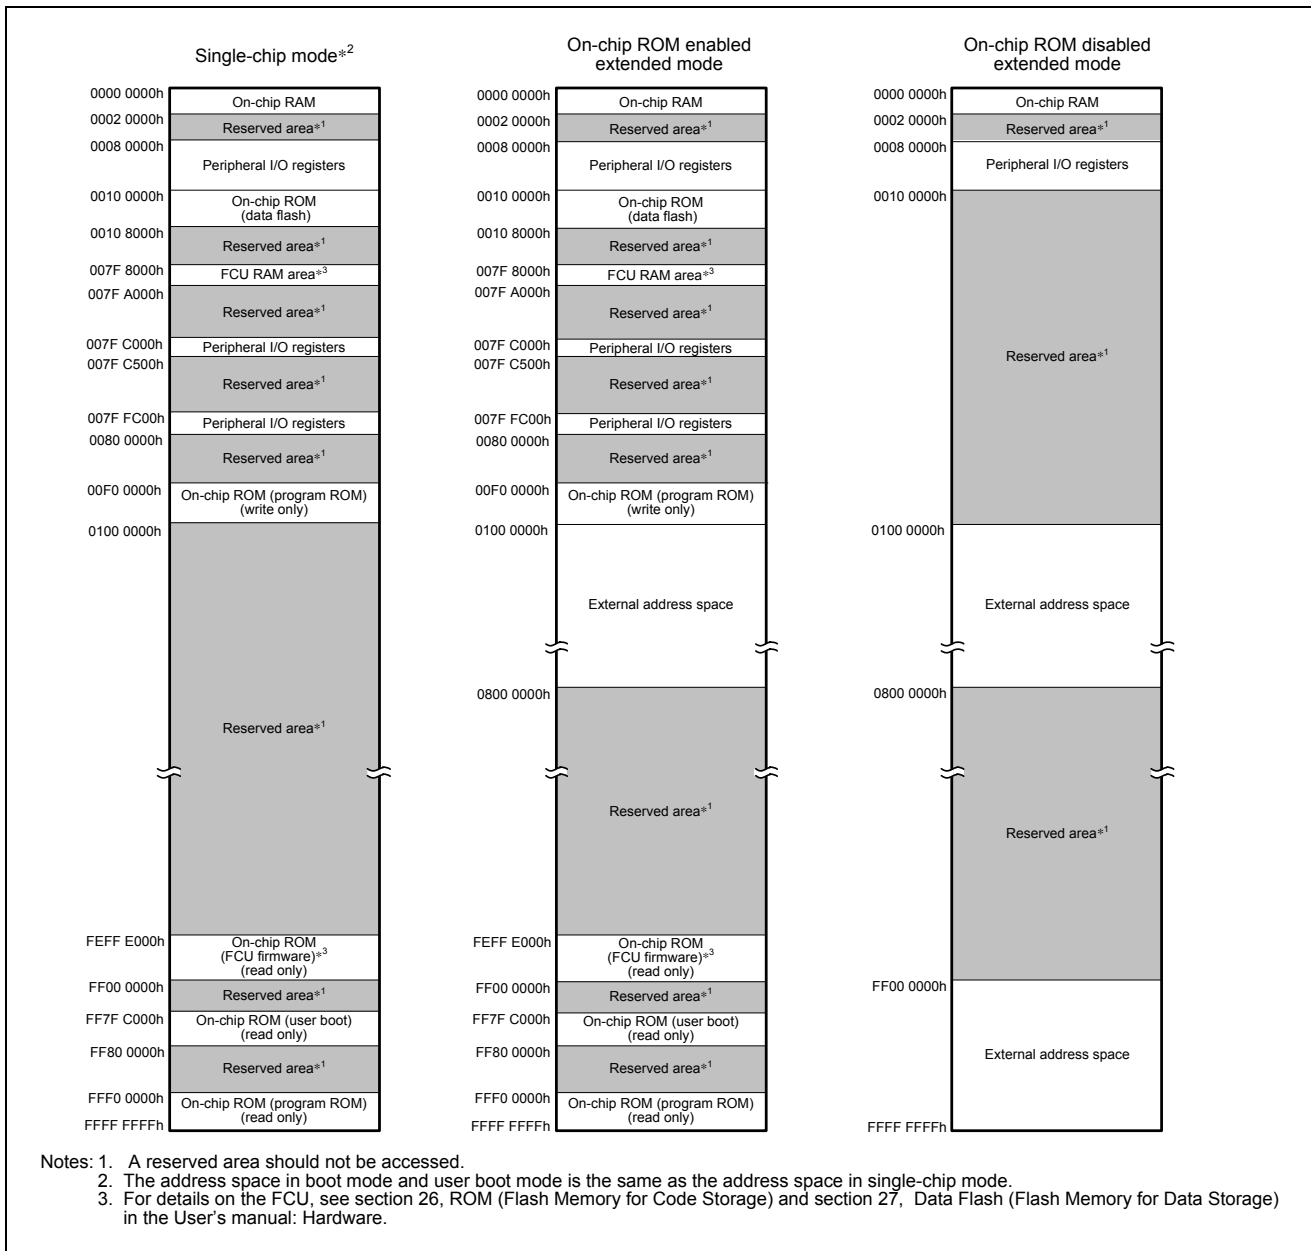 Single-chip mode*2
0000 0000h
On-chip RAM
0002 0000h
Reserved area*1
0008 0000h
Peripheral I/O registers
0010 0000h
On-chip ROM
(data flash)
0010 8000h
Reserved area*1
007F 8000h
FCU RAM area*3
007F A000h
Reserved area*1
007F C000h
Peripheral I/O registers
007F C500h
Reserved area*1
007F FC00h
Peripheral I/O registers
0080 0000h
Reserved area*1
00F0 0000h
On-chip ROM (program ROM)
(write only)
0100 0000h
Reserved area*1
FEFF E000h
On-chip ROM
(FCU firmware)*3
(read only)
FF00 0000h
Reserved area*1
FF7F C000h
On-chip ROM (user boot)
(read only)
FF80 0000h
Reserved area*1
FFF0 0000h
On-chip ROM (program ROM)
(read only)
FFFF FFFFh
On-chip ROM enabled
extended mode
0000 0000h
On-chip RAM
0002 0000h
Reserved area*1
0008 0000h
Peripheral I/O registers
0010 0000h
On-chip ROM
(data flash)
0010 8000h
Reserved area*1
007F 8000h
FCU RAM area*3
007F A000h
Reserved area*1
007F C000h
Peripheral I/O registers
007F C500h
Reserved area*1
007F FC00h
Peripheral I/O registers
0080 0000h
Reserved area*1
00F0 0000h
On-chip ROM (program ROM)
(write only)
0100 0000h
External address space
0800 0000h
Reserved area*1
FEFF E000h
On-chip ROM
(FCU firmware)*3
(read only)
FF00 0000h
Reserved area*1
FF7F C000h
On-chip ROM (user boot)
(read only)
FF80 0000h
Reserved area*1
FFF0 0000h
On-chip ROM (program ROM)
(read only)
FFFF FFFFh
On-chip ROM disabled
extended mode
0000 0000h
On-chip RAM
0002 0000h
Reserved area*1
0008 0000h
Peripheral I/O registers
0010 0000h
Reserved area*1
0100 0000h
External address space
0800 0000h
Reserved area*1
FF00 0000h
External address space
FFFF FFFFh
Notes: 1. A reserved area should not be accessed.
2. The address space in boot mode and user boot mode is the same as the address space in single-chip mode.
3. For details on the FCU, see section 26, ROM (Flash Memory for Code Storage) and section 27, Data Flash (Flash Memory for Data Storage)
in the User's manual: Hardware.